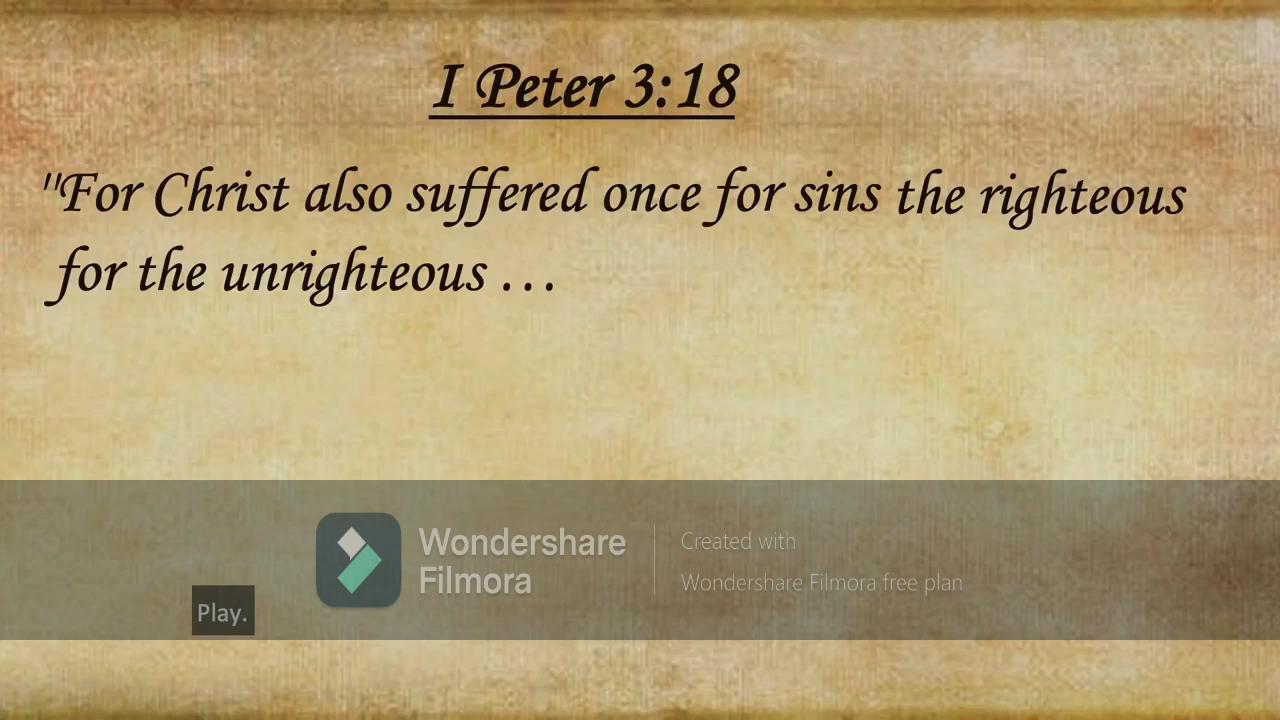 I Peter 3:18
"For Christ also suffered once for sins the righteous
for the unrighteous ...
Wondershare
Filmora
Created with
Wondershare Filmora free plan
Play.